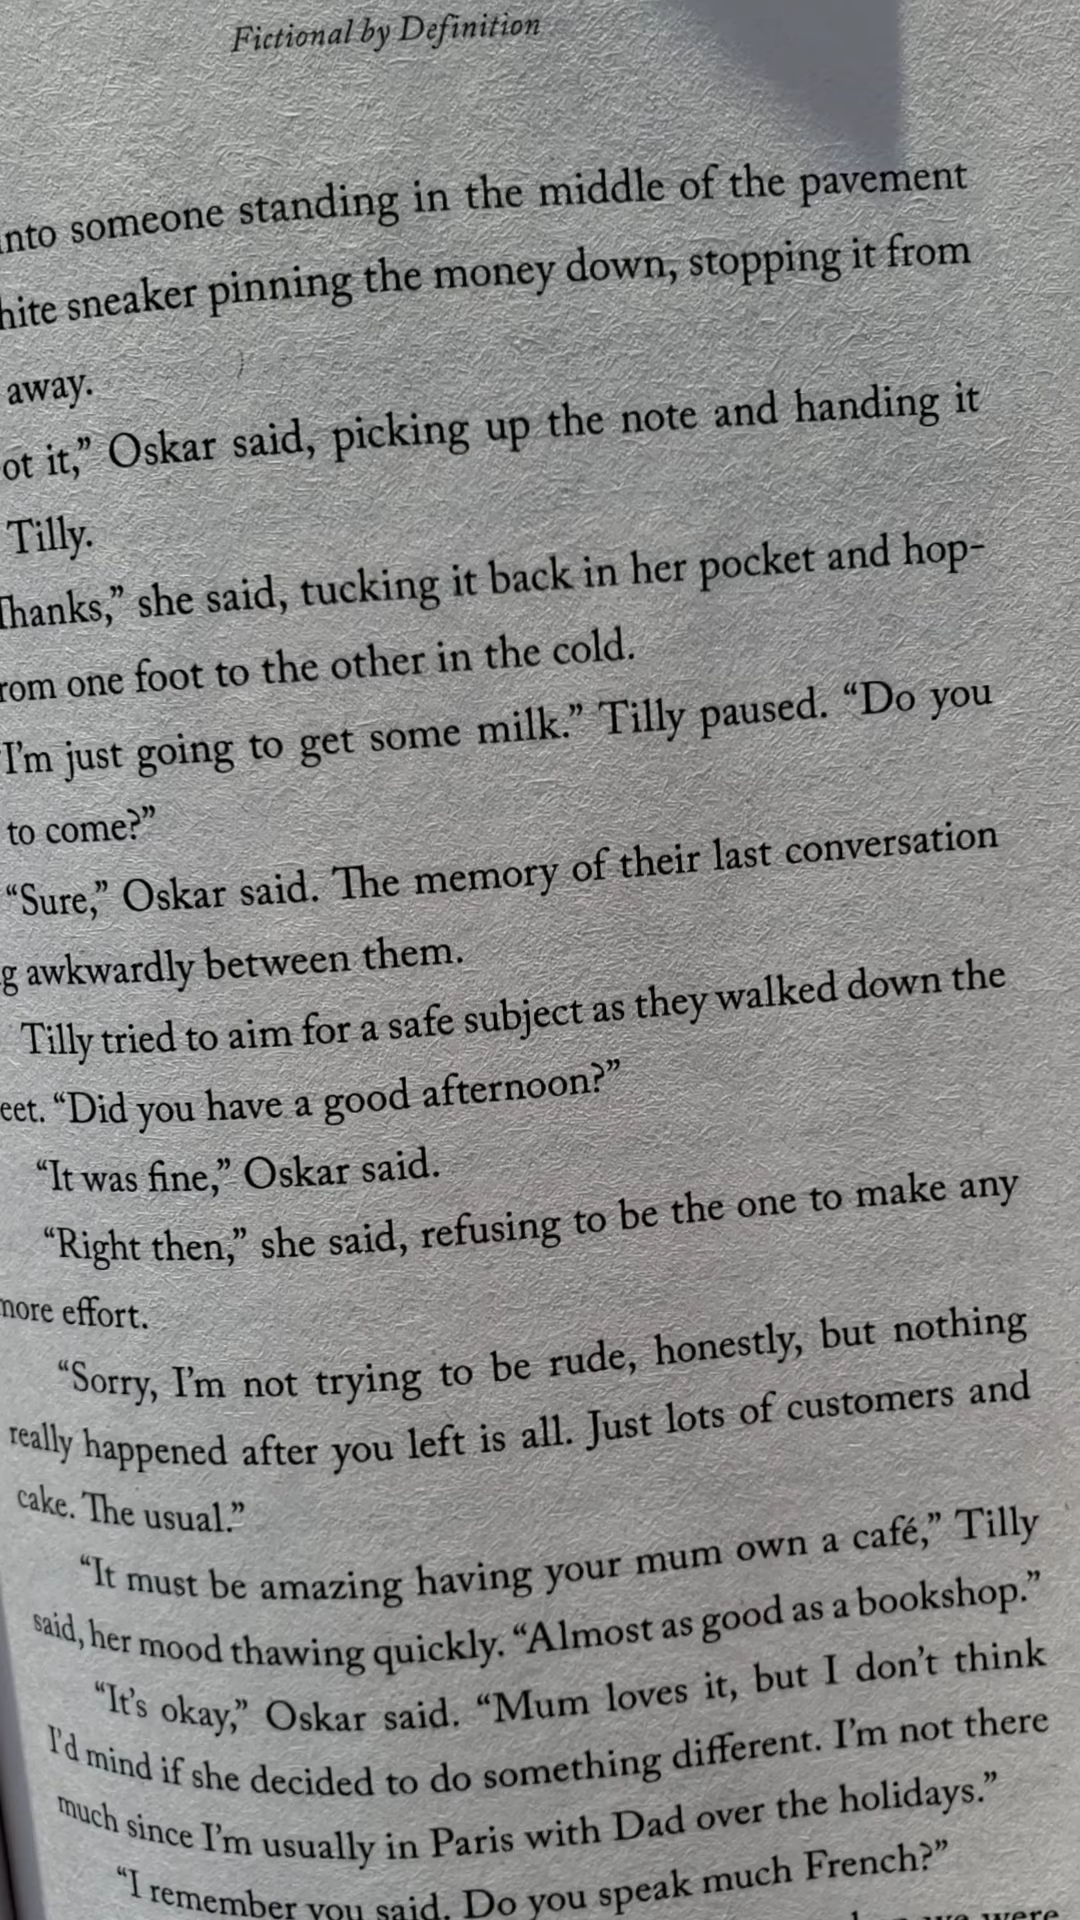 Fictional by Definition
into someone standing in the middle of the pavement
hite sneaker pinning the money down, stopping it from
away.
ot it,” Oskar said, picking up the note and handing it
Tilly.
Thanks,” she said, tucking it back in her pocket and hop-
rom one foot to the other in the cold.
“I’m just going to get some milk.” Tilly paused. “Do you
to come?”
“Sure,” Oskar said. The memory of their last conversation
g awkwardly between them.
Tilly tried to aim for a safe subject as they walked down the
eet. “Did you have a good afternoon?”
“It was fine,” Oskar said.
“Right then,” she said, refusing to be the one to make any
more effort.
“Sorry, I’m not trying to be rude, honestly, but nothing
really happened after you left is all. Just lots of customers and
cake. The usual.”
“It must be amazing having your mum own a café,” Tilly
said, her mood thawing quickly. “Almost as good as a bookshop.”
“It’s okay,” Oskar said. “Mum loves it, but I don’t think
I’d mind if she decided to do something different. I’m not there
much since I’m usually in Paris with Dad over the holidays.”
“I remember you said. Do you speak much French?”
we were